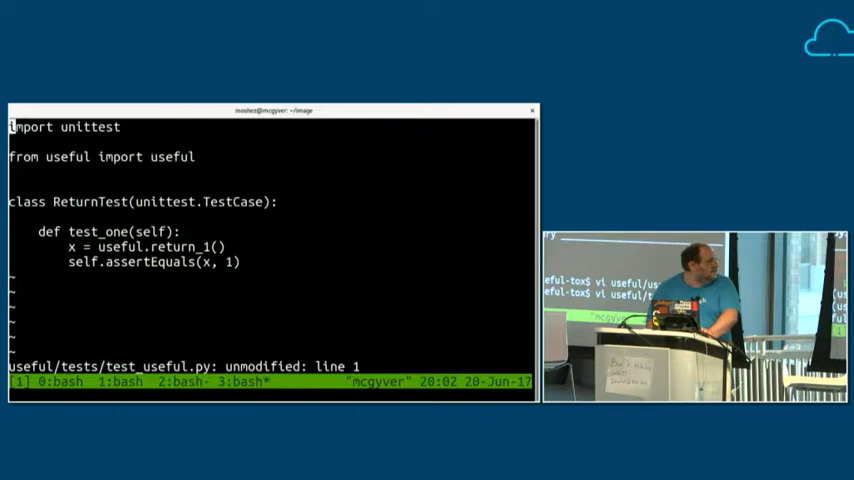 moshez@mcgyver: ~/image
import unittest
from useful import useful
class ReturnTest(unittest.TestCase):
def test_one(self):
x = useful.return_1()
self.assertEquals(x, 1)
~
~
~
~
~
~
useful/tests/test_useful.py: unmodified: line 1
[1] 0:bash 1:bash 2:bash- 3:bash* "mcgyver" 20:02 20-Jun-17
eful-tox$ vi useful/us
eful-tox$ vi useful/t
"mcgyver"